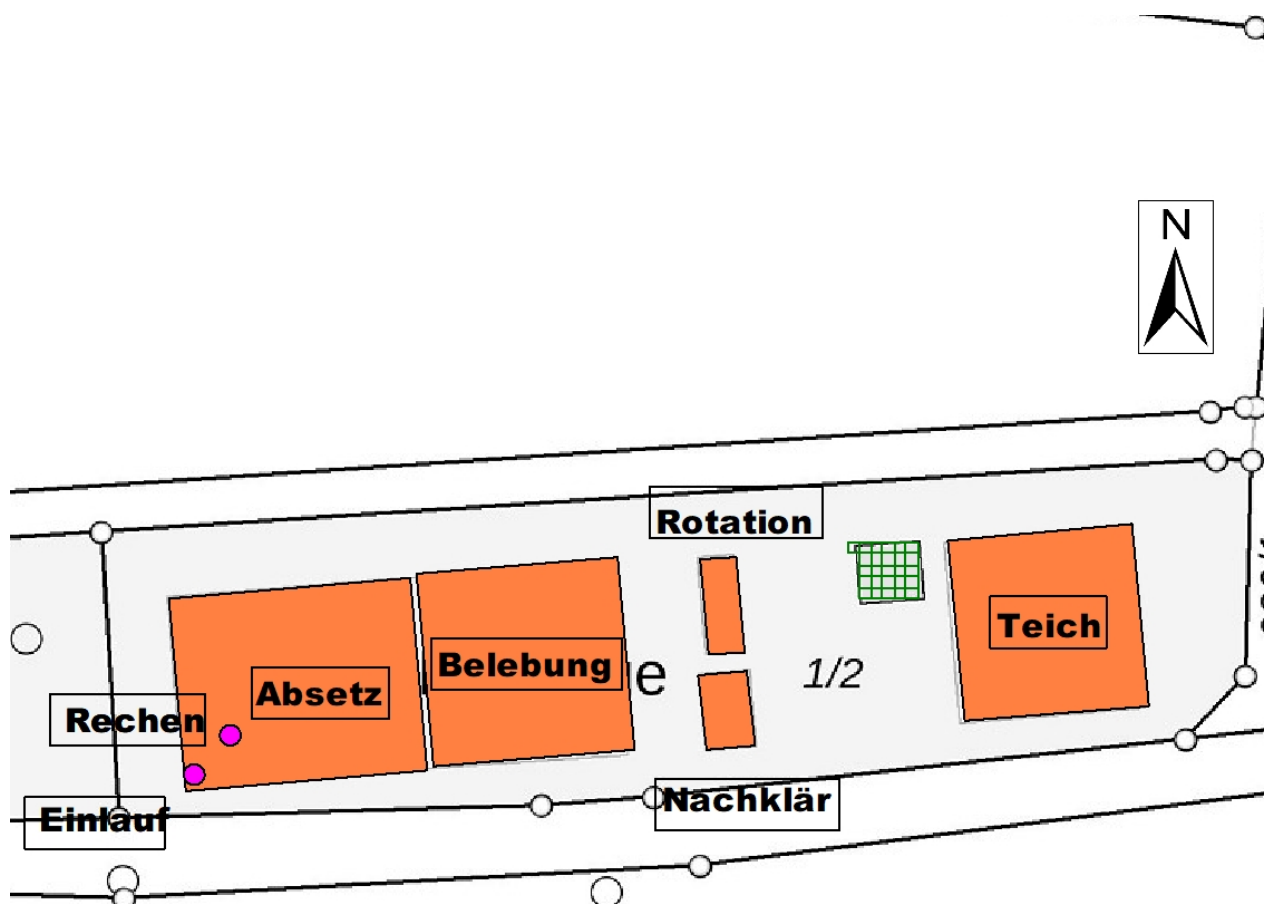 N
Rotation
Teich
Belebung
1/2
Absetz
Rechen
Nachklär
Einlauf